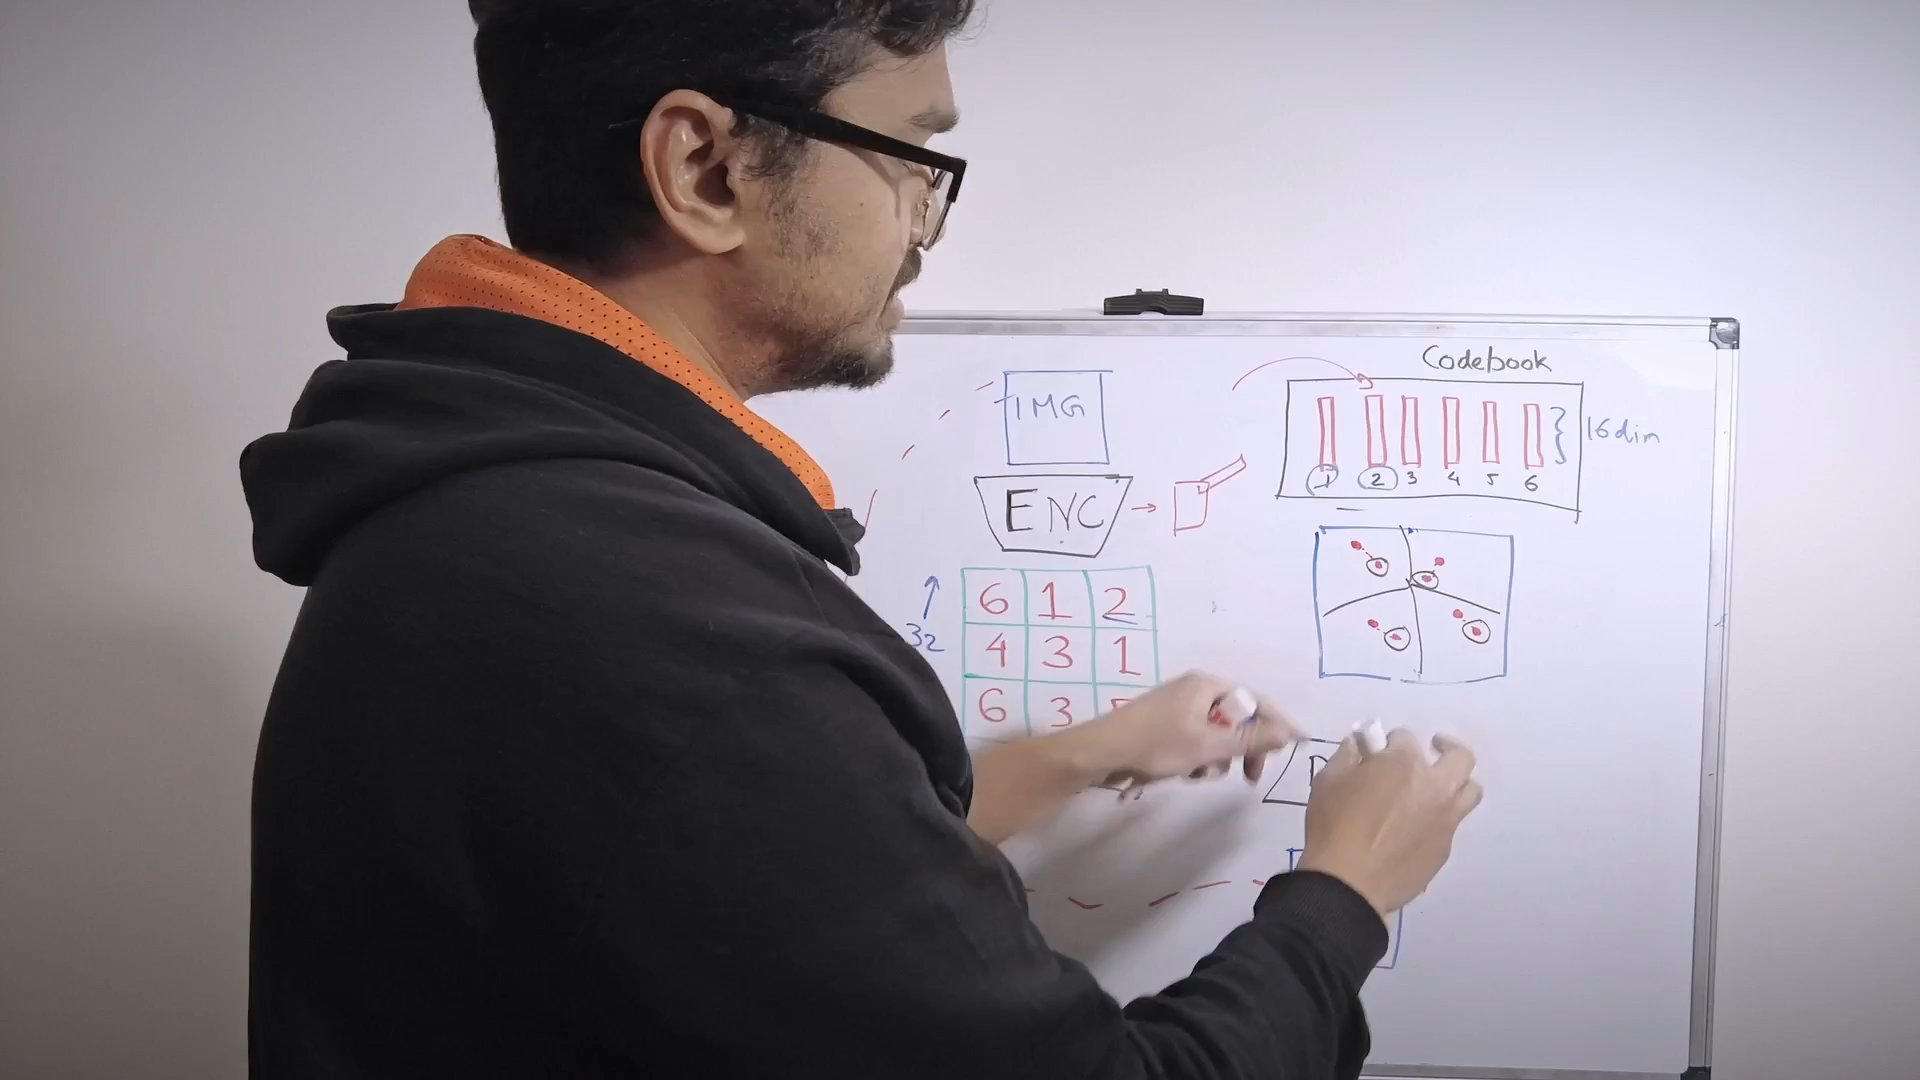 Codebook
IMG
16 dim
1 2 3 4 5 6
ENC
6 1 2
32
4 3 1
6 3